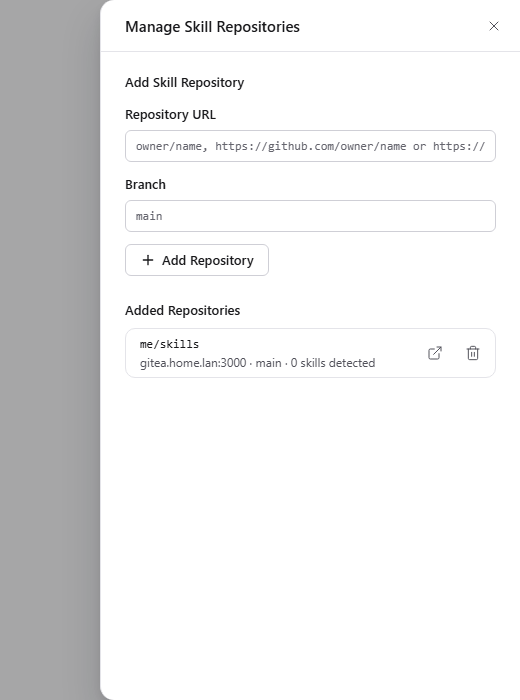 Manage Skill Repositories
Add Skill Repository
Repository URL
owner/name, https://github.com/owner/name or https://
Branch
main
Add Repository
Added Repositories
me/skills
gitea.home.lan:3000 · main · 0 skills detected